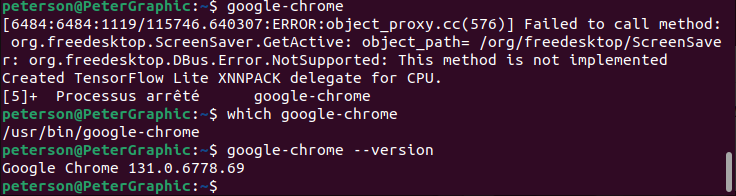 peterson@PeterGraphic:~$ google-chrome
[6484:6484:1119/115746.640307:ERROR:object_proxy.cc(576)] Failed to call method:
 org.freedesktop.ScreenSaver.GetActive: object_path= /org/freedesktop/ScreenSave
r: org.freedesktop.DBus.Error.NotSupported: This method is not implemented
Created TensorFlow Lite XNNPACK delegate for CPU.
[5]+  Processus arrêté      google-chrome
peterson@PeterGraphic:~$ which google-chrome
/usr/bin/google-chrome
peterson@PeterGraphic:~$ google-chrome --version
Google Chrome 131.0.6778.69
peterson@PeterGraphic:~$